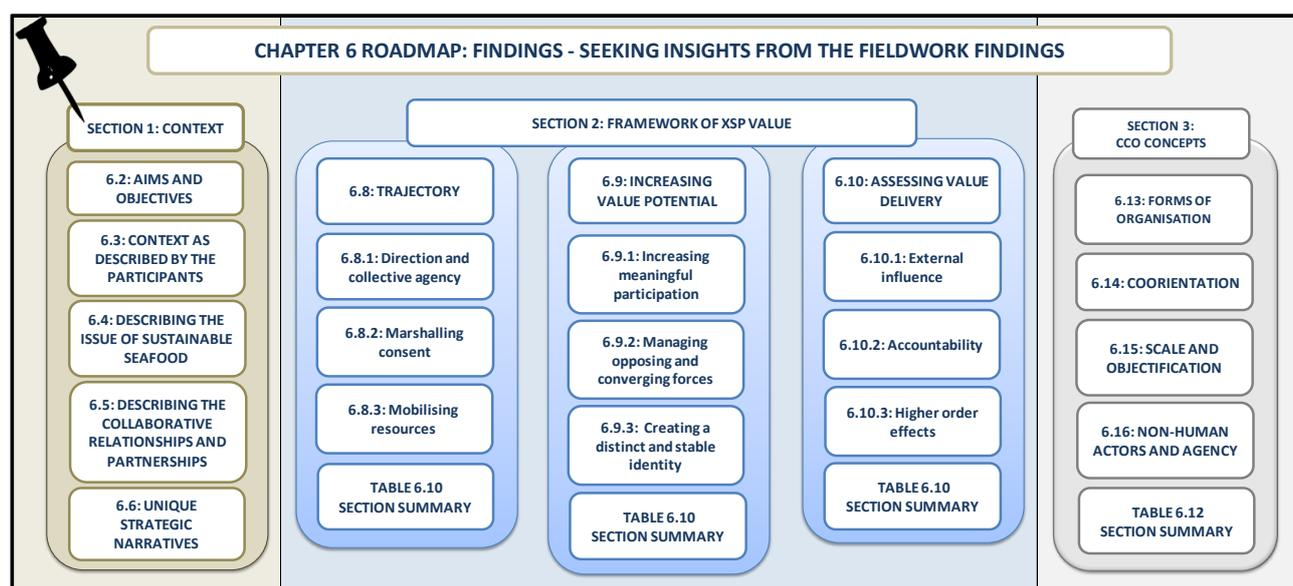 CHAPTER 6 ROADMAP: FINDINGS - SEEKING INSIGHTS FROM THE FIELDWORK FINDINGS
SECTION 1: CONTEXT
6.2: AIMS AND
OBJECTIVES
6.3: CONTEXT AS
DESCRIBED BY THE
PARTICIPANTS
6.4: DESCRIBING THE
ISSUE OF SUSTAINABLE
SEAFOOD
6.5: DESCRIBING THE
COLLABORATIVE
RELATIONSHIPS AND
PARTNERSHIPS
6.6: UNIQUE
STRATEGIC
NARRATIVES
SECTION 2: FRAMEWORK OF XSP VALUE
6.8: TRAJECTORY
6.8.1: Direction and
collective agency
6.8.2: Marshalling
consent
6.8.3: Mobilising
resources
TABLE 6.10
SECTION SUMMARY
6.9: INCREASING
VALUE POTENTIAL
6.9.1: Increasing
meaningful
participation
6.9.2: Managing
opposing and
converging forces
6.9.3: Creating a
distinct and stable
identity
TABLE 6.10
SECTION SUMMARY
6.10: ASSESSING VALUE
DELIVERY
6.10.1: External
influence
6.10.2: Accountability
6.10.3: Higher order
effects
TABLE 6.10
SECTION SUMMARY
SECTION 3:
CCO CONCEPTS
6.13: FORMS OF
ORGANISATION
6.14: COORIENTATION
6.15: SCALE AND
OBJECTIFICATION
6.16: NON-HUMAN
ACTORS AND AGENCY
TABLE 6.12
SECTION SUMMARY